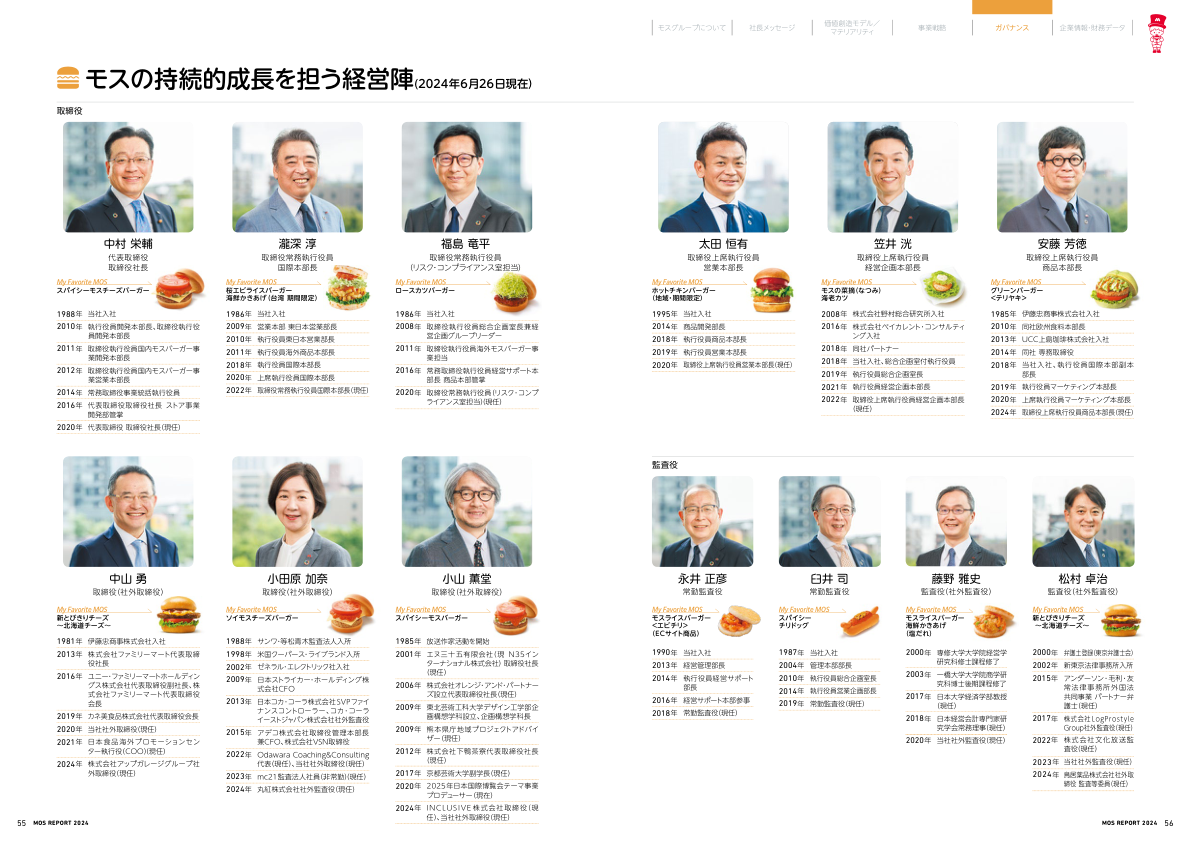 モスグループについて
社長メッセージ
価値創造モデル／
マテリアリティ
事業戦略
ガバナンス
企業情報・財務データ
モスの持続的成長を担う経営陣(2024年6月26日現在)
取締役
中村 栄輔
代表取締役
取締役社長
My Favorite MOS
スパイシーモスチーズバーガー
1988年 当社入社
2010年 執行役員開発本部長、取締役執行役
員開発本部長
2011年 取締役執行役員国内モスバーガー事
業開発本部長
2012年 取締役執行役員国内モスバーガー事
業営業本部長
2014年 常務取締役事業統括執行役員
2016年 代表取締役取締役社長 ストア事業
開発部管掌
2020年 代表取締役 取締役社長(現任)
瀧深 淳
取締役常務執行役員
国際本部長
My Favorite MOS
桜エビライスバーガー
海鮮かきあげ（台湾 期間限定）
1986年 当社入社
2009年 営業本部 東日本営業部長
2010年 執行役員東日本営業部長
2011年 執行役員海外商品本部長
2018年 執行役員国際本部長
2020年 上席執行役員国際本部長
2022年 取締役常務執行役員国際本部長(現任)
福島 竜平
取締役常務執行役員
(リスク・コンプライアンス室担当)
My Favorite MOS
ロースカツバーガー
1986年 当社入社
2008年 取締役執行役員総合企画室長兼経
営企画グループリーダー
2011年 取締役執行役員海外モスバーガー事
業担当
2016年 常務取締役執行役員経営サポート本
部長 商品本部管掌
2020年 取締役常務執行役員(リスク・コンプ
ライアンス室担当)(現任)
太田 恒有
取締役上席執行役員
営業本部長
My Favorite MOS
ホットチキンバーガー
（地域・期間限定）
1995年 当社入社
2014年 商品開発部長
2018年 執行役員商品本部長
2019年 執行役員営業本部長
2020年 取締役上席執行役員営業本部長(現任)
笠井 洸
取締役上席執行役員
経営企画本部長
My Favorite MOS
モスの菜摘（なつみ）
海老カツ
2008年 株式会社野村総合研究所入社
2016年 株式会社ベイカレント・コンサルティ
ング入社
2018年 同社パートナー
2018年 当社入社、総合企画室付執行役員
2019年 執行役員総合企画室長
2021年 執行役員経営企画本部長
2022年 取締役上席執行役員経営企画本部長
(現任)
安藤 芳徳
取締役上席執行役員
商品本部長
My Favorite MOS
グリーンバーガー
<テリヤキ>
1985年 伊藤忠商事株式会社入社
2010年 同社欧州食料本部長
2013年 UCC上島珈琲株式会社入社
2014年 同社 専務取締役
2018年 当社入社、執行役員国際本部副本
部長
2019年 執行役員マーケティング本部長
2020年 上席執行役員マーケティング本部長
2024年 取締役上席執行役員商品本部長(現任)
中山 勇
取締役(社外取締役)
My Favorite MOS
新とびきりチーズ
～北海道チーズ～
1981年 伊藤忠商事株式会社入社
2013年 株式会社ファミリーマート代表取締
役社長
2016年 ユニー・ファミリーマートホールディン
グス株式会社代表取締役副社長、株
式会社ファミリーマート代表取締役
会長
2019年 カネ美食品株式会社代表取締役会長
2020年 当社社外取締役(現任)
2021年 日本食品海外プロモーションセン
ター執行役(COO)(現任)
2024年 株式会社アップガレージグループ社
外取締役(現任)
小田原 加奈
取締役(社外取締役)
My Favorite MOS
ソイモスチーズバーガー
1988年 サンワ・等松青木監査法人入所
1998年 米国クーパース・ライブランド入所
2002年 ゼネラル・エレクトリック社入社
2009年 日本ストライカー・ホールディング株
式会社CFO
2013年 日本コカ・コーラ株式会社SVPファイ
ナンスコントローラー、コカ・コーラ
イーストジャパン株式会社社外監査役
2015年 アデコ株式会社取締役管理本部長
兼CFO、株式会社VSN取締役
2022年 Odawara Coaching&Consulting
代表(現任)、当社社外取締役(現任)
2023年 mc21監査法人社員(非常勤)(現任)
2024年 丸紅株式会社社外監査役(現任)
小山 薫堂
取締役(社外取締役)
My Favorite MOS
スパイシーモスバーガー
1985年 放送作家活動を開始
2001年 エヌ三十五有限会社(現 N35イン
ターナショナル株式会社) 取締役社長
(現任)
2006年 株式会社オレンジ・アンド・パートナー
ズ設立代表取締役社長(現任)
2009年 東北芸術工科大学デザイン工学部企
画構想学科設立、企画構想学科長
2009年 熊本県庁地域プロジェクトアドバイ
ザー(現任)
2012年 株式会社下鴨茶寮代表取締役社長
(現任)
2017年 京都芸術大学副学長(現任)
2020年 2025年日本国際博覧会テーマ事業
プロデューサー(現任)
2024年 INCLUSIVE株式会社取締役(現
任)、当社社外取締役(現任)
監査役
永井 正彦
常勤監査役
My Favorite MOS
モスライスバーガー
<エビチリ>
(ECサイト商品)
1990年 当社入社
2013年 経営管理部長
2014年 執行役員経営サポート
部長
2016年 経営サポート本部参事
2018年 常勤監査役(現任)
臼井 司
常勤監査役
My Favorite MOS
スパイシー
チリドッグ
1987年 当社入社
2004年 管理本部部長
2010年 執行役員総合企画室長
2014年 執行役員営業企画部長
2019年 常勤監査役(現任)
藤野 雅史
監査役(社外監査役)
My Favorite MOS
モスライスバーガー
海鮮かきあげ
（塩だれ）
2000年 専修大学大学院経営学
研究科修士課程修了
2003年 一橋大学大学院商学研
究科博士後期課程修了
2017年 日本大学経済学部教授
(現任)
2018年 日本経営会計専門家研
究学会常務理事(現任)
2020年 当社社外監査役(現任)
松村 卓治
監査役(社外監査役)
My Favorite MOS
新とびきりチーズ
～北海道チーズ～
2000年 弁護士登録(東京弁護士会)
2002年 新東京法律事務所入所
2015年 アンダーソン・毛利・友
常法律事務所外国法
共同事業 パートナー弁
護士(現任)
2017年 株式会社LogProstyle
Group社外監査役(現任)
2022年 株式会社文化放送監
査役(現任)
2023年 当社社外監査役(現任)
2024年 鳥居薬品株式会社社外取
締役 監査等委員(現任)
55 MOS REPORT 2024
MOS REPORT 2024 56